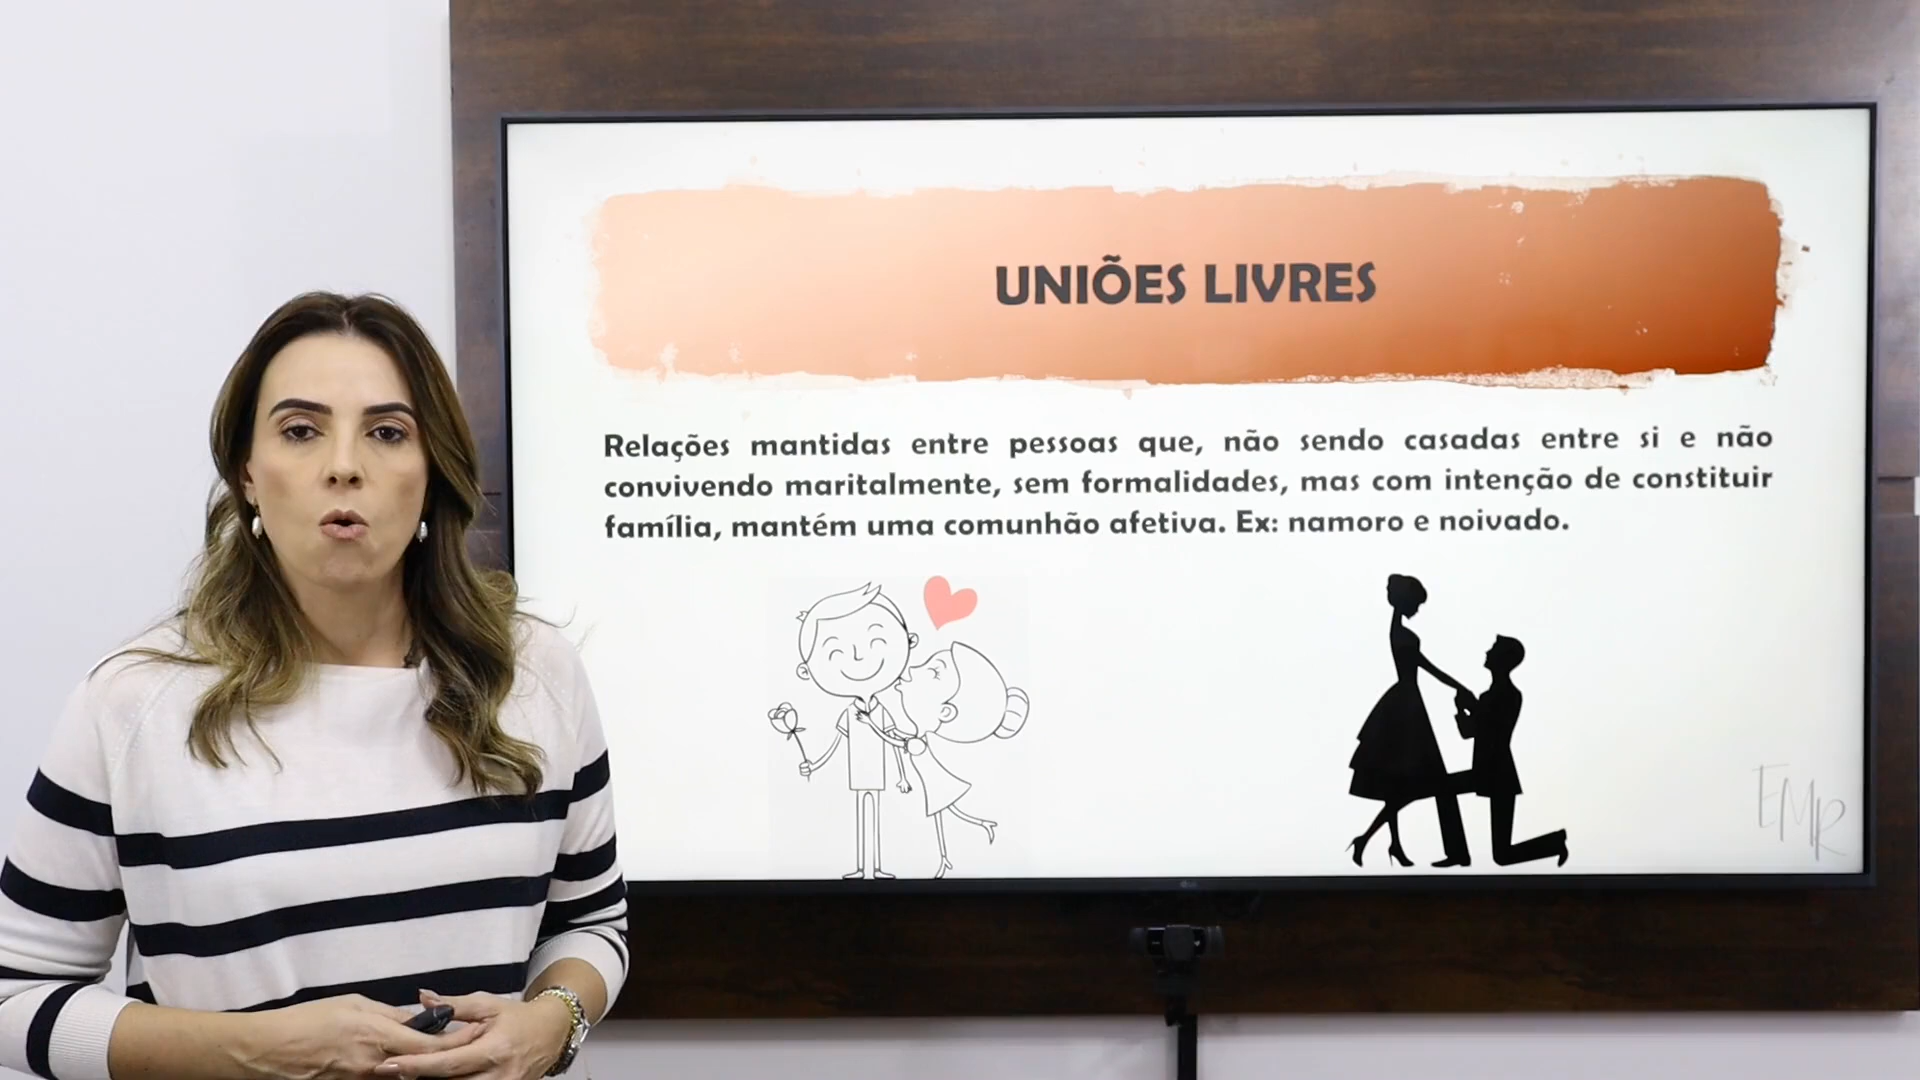 UNIÕES LIVRES
Relações mantidas entre pessoas que, não sendo casadas entre si e não
convivendo maritalmente, sem formalidades, mas com intenção de constituir
família, mantém uma comunhão afetiva. Ex: namoro e noivado.
EMR